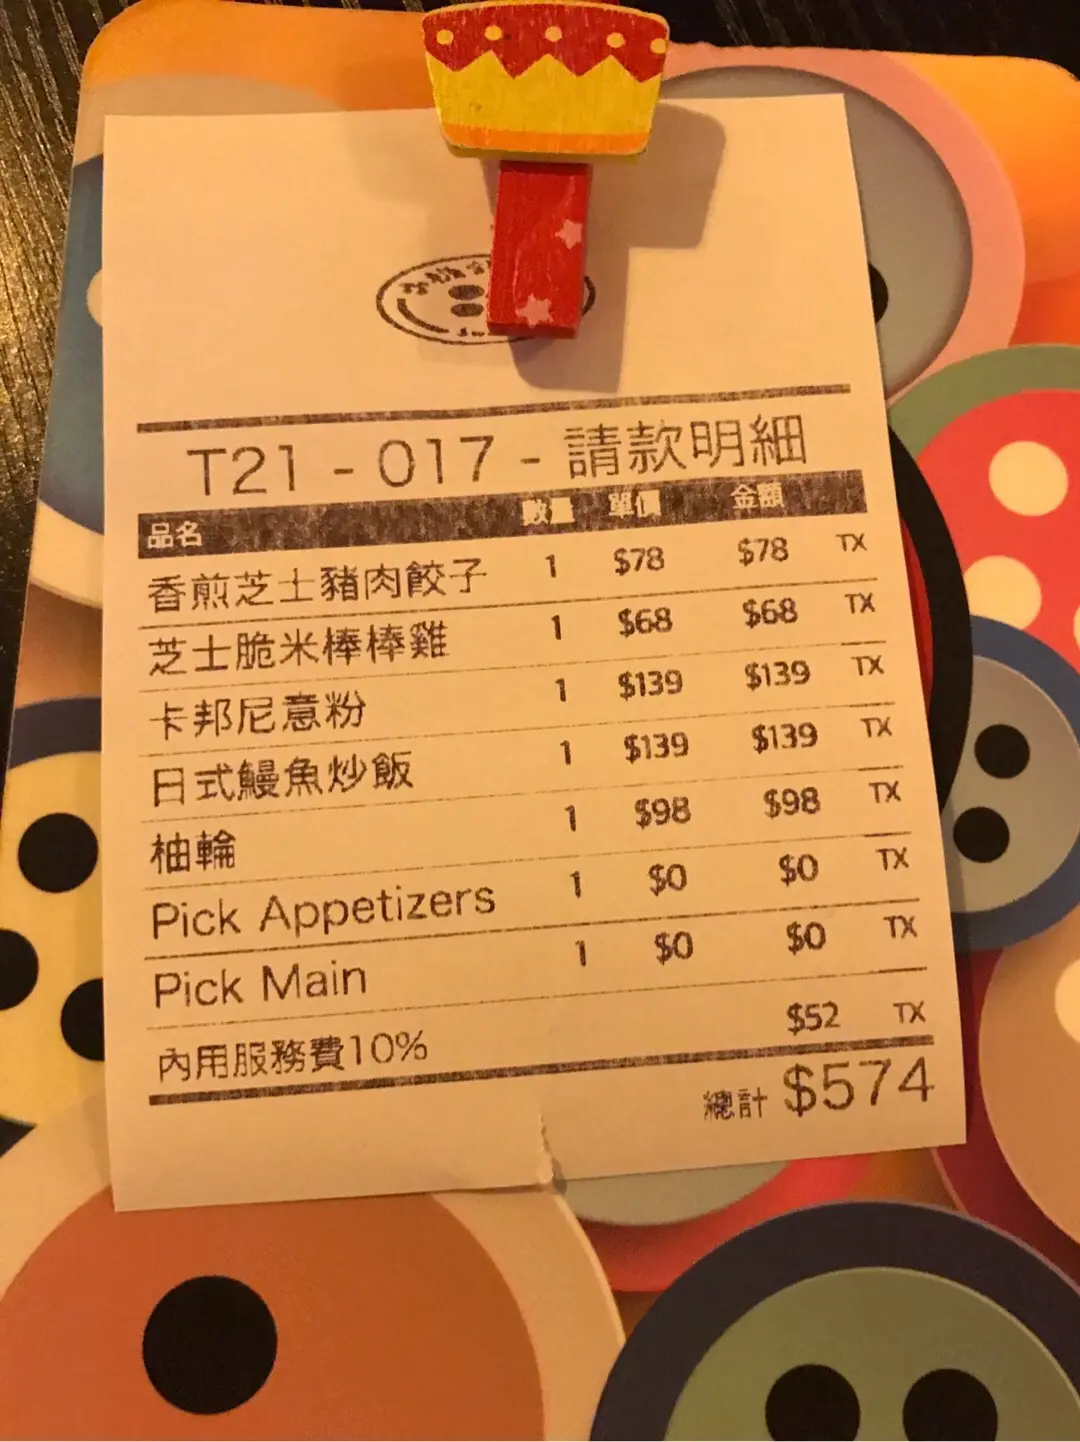 T21 - 017 - 請款明細
品名 數量 單價 金額
香煎芝士豬肉餃子 1 $78 $78 TX
芝士脆米棒棒雞 1 $68 $68 TX
卡邦尼意粉 1 $139 $139 TX
日式鰻魚炒飯 1 $139 $139 TX
柚輪 1 $98 $98 TX
Pick Appetizers 1 $0 $0 TX
Pick Main 1 $0 $0 TX
內用服務費10% $52 TX
總計 $574